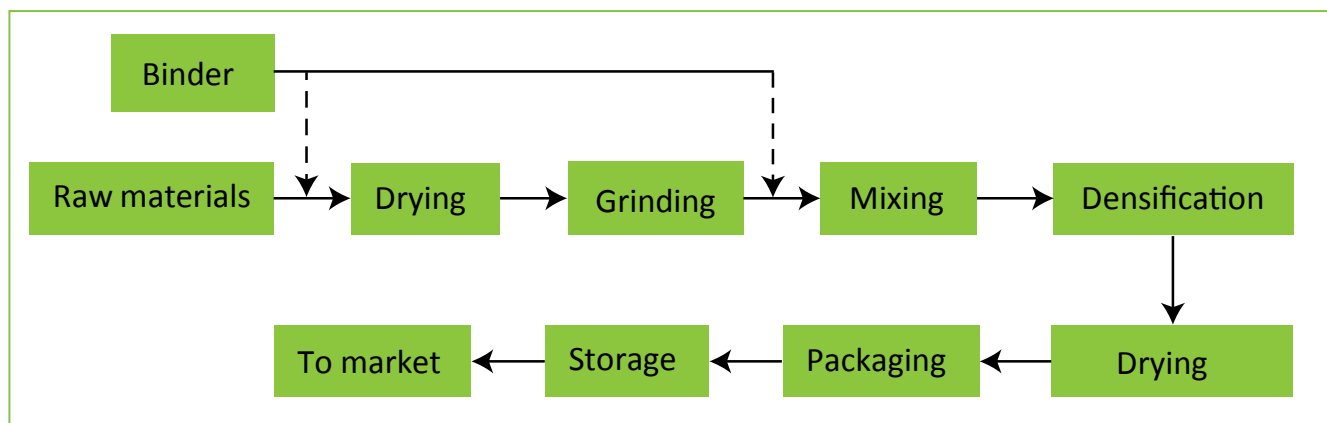 Binder
Raw materials
Drying
Grinding
Mixing
Densification
To market
Storage
Packaging
Drying